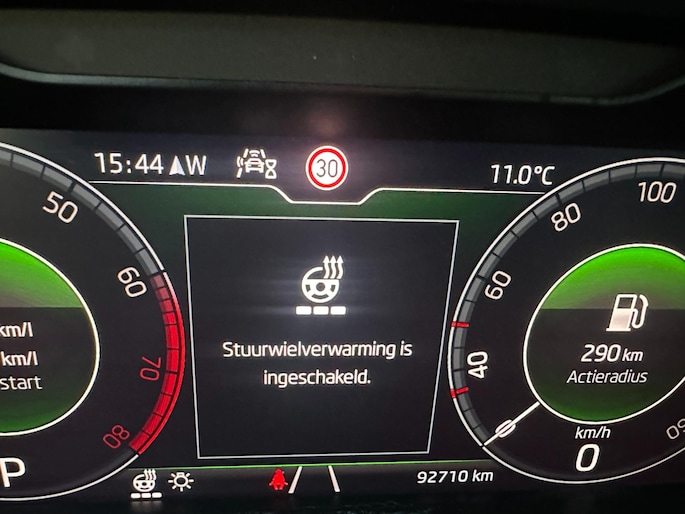 15:44 W
30
11.0°C
50
60
70
80
km/l
km/l
start
P
Stuurwielverwarming is
ingeschakeld.
100
80
60
40
0
290 km
Actieradius
km/h
0
92710 km